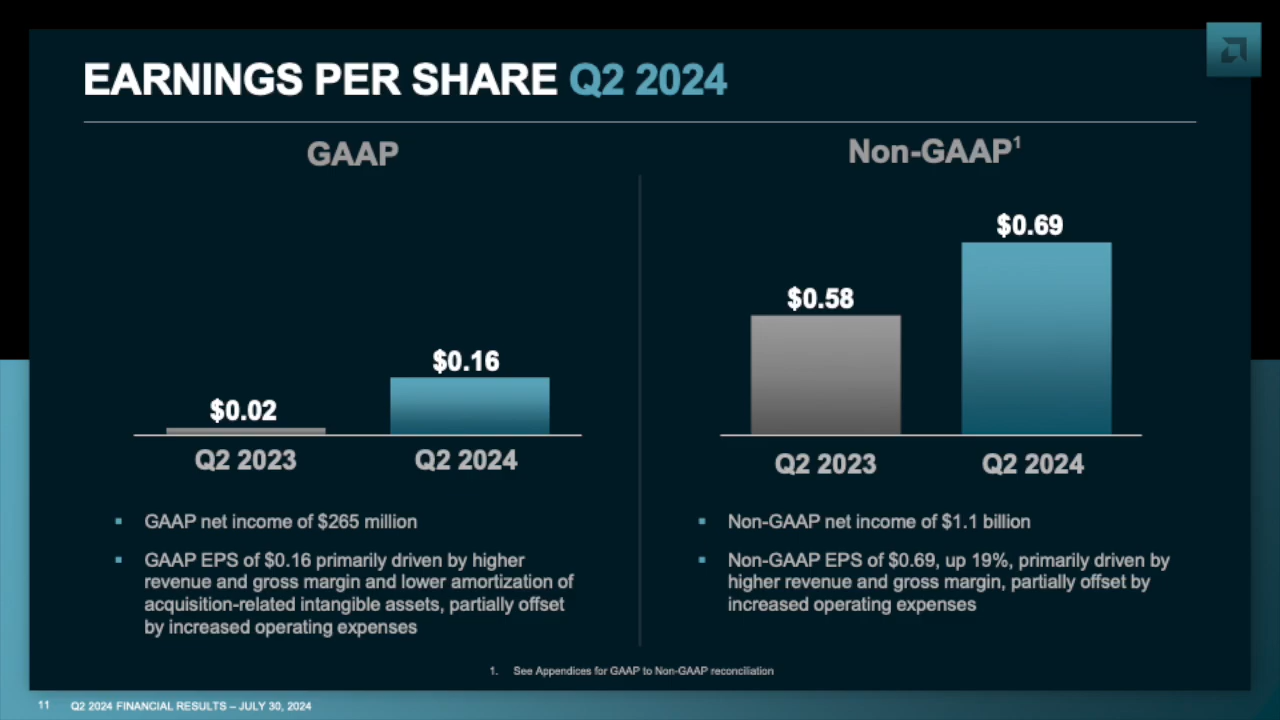 EARNINGS PER SHARE Q2 2024
GAAP
$0.02
$0.16
Q2 2023
Q2 2024
▪ GAAP net income of $265 million
▪ GAAP EPS of $0.16 primarily driven by higher
revenue and gross margin and lower amortization of
acquisition-related intangible assets, partially offset
by increased operating expenses
Non-GAAP¹
$0.58
$0.69
Q2 2023
Q2 2024
▪ Non-GAAP net income of $1.1 billion
▪ Non-GAAP EPS of $0.69, up 19%, primarily driven by
higher revenue and gross margin, partially offset by
increased operating expenses
1. See Appendices for GAAP to Non-GAAP reconciliation
11 Q2 2024 FINANCIAL RESULTS – JULY 30, 2024